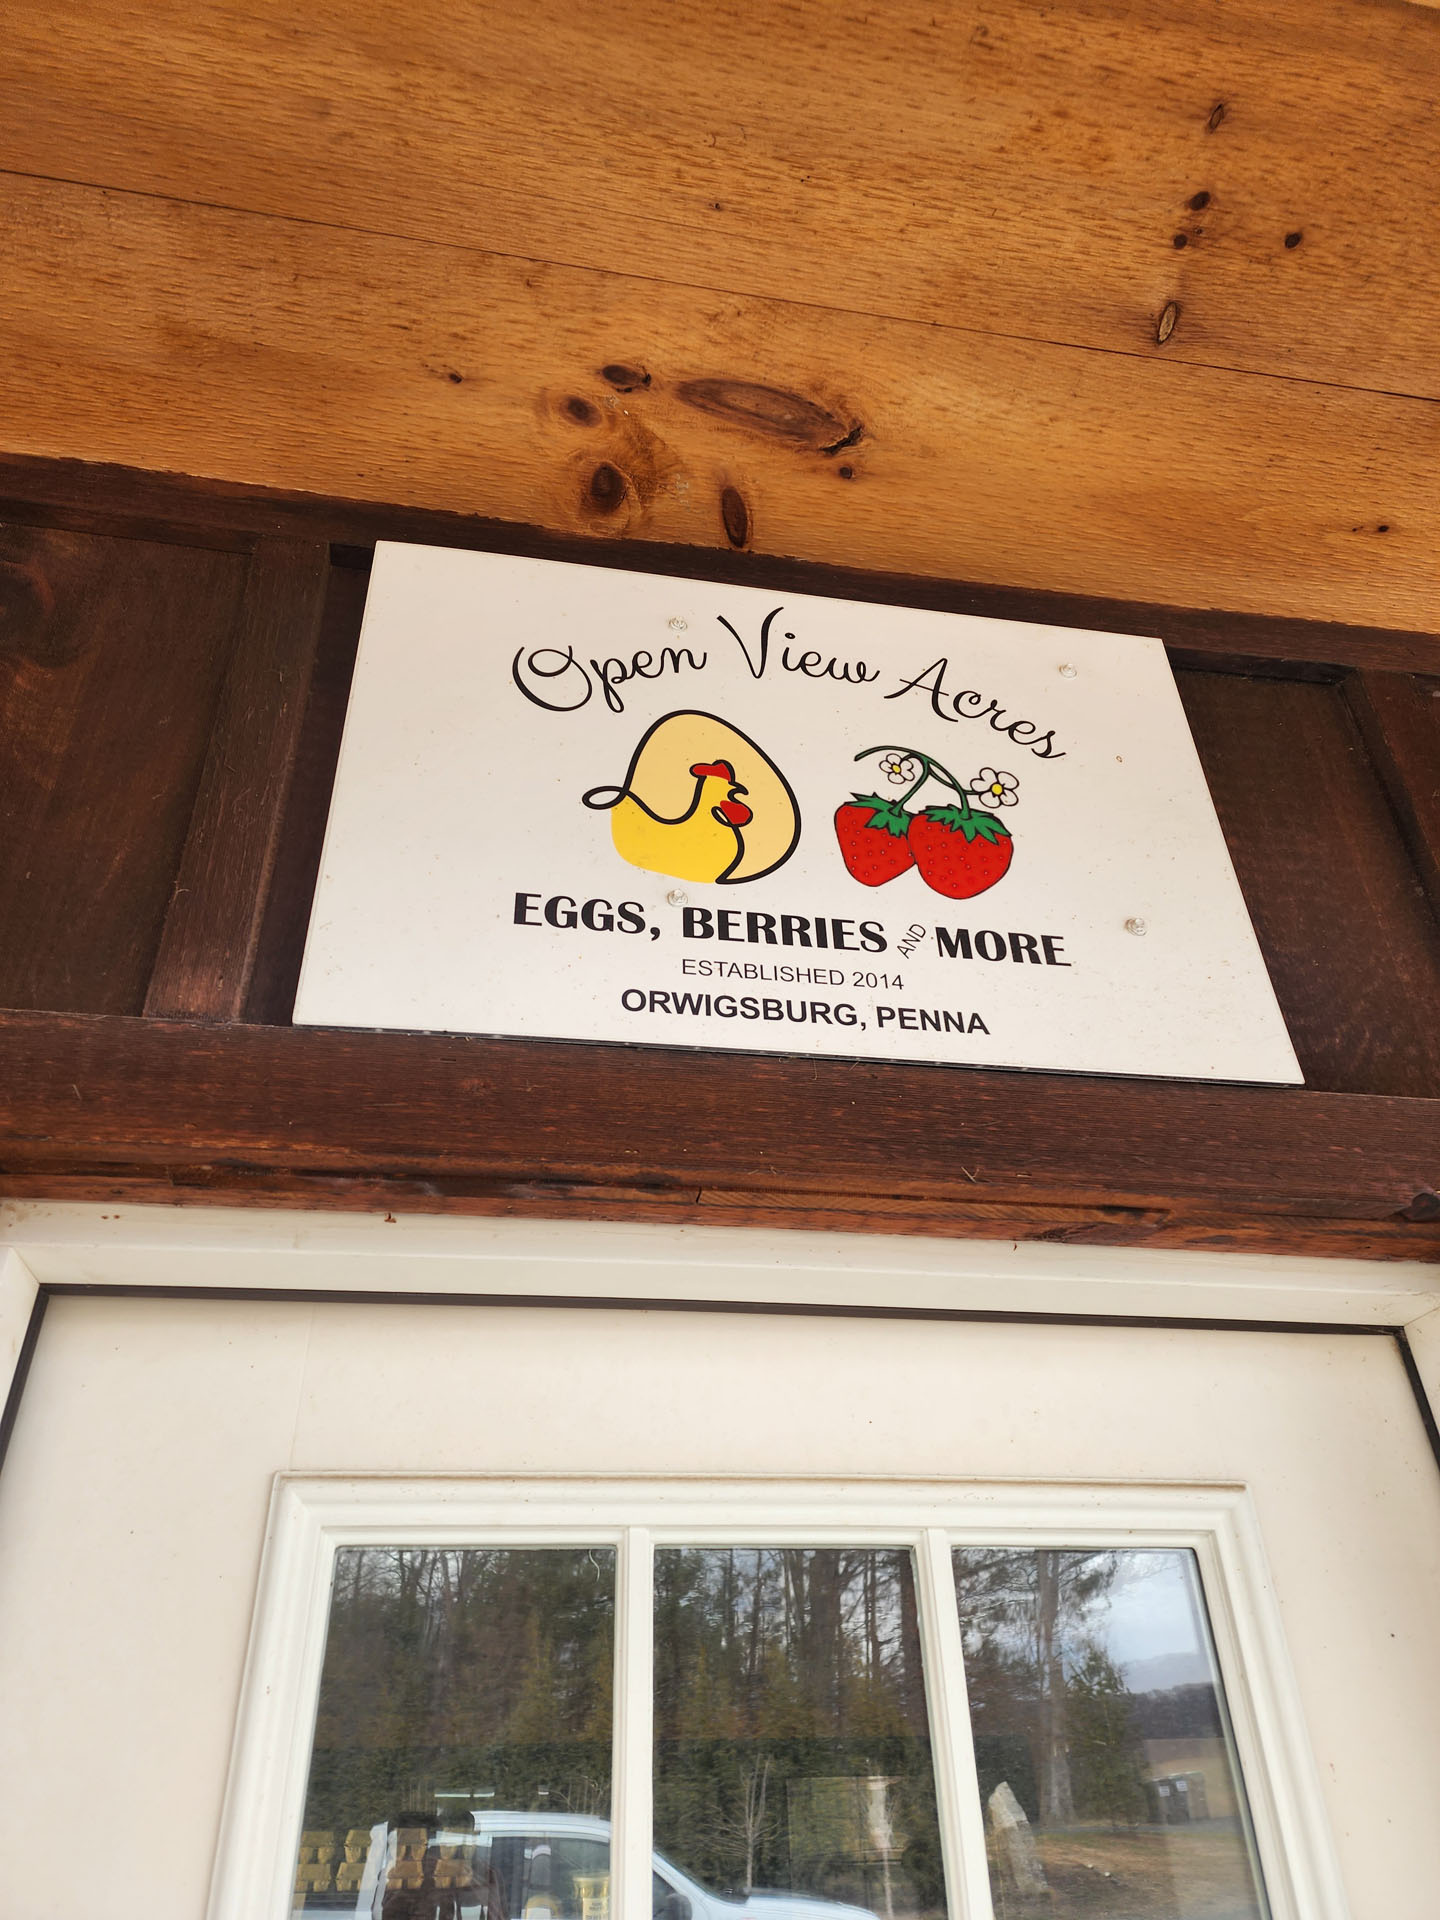 Open View Acres
EGGS, BERRIES AND MORE
ESTABLISHED 2014
ORWIGSBURG, PENNA